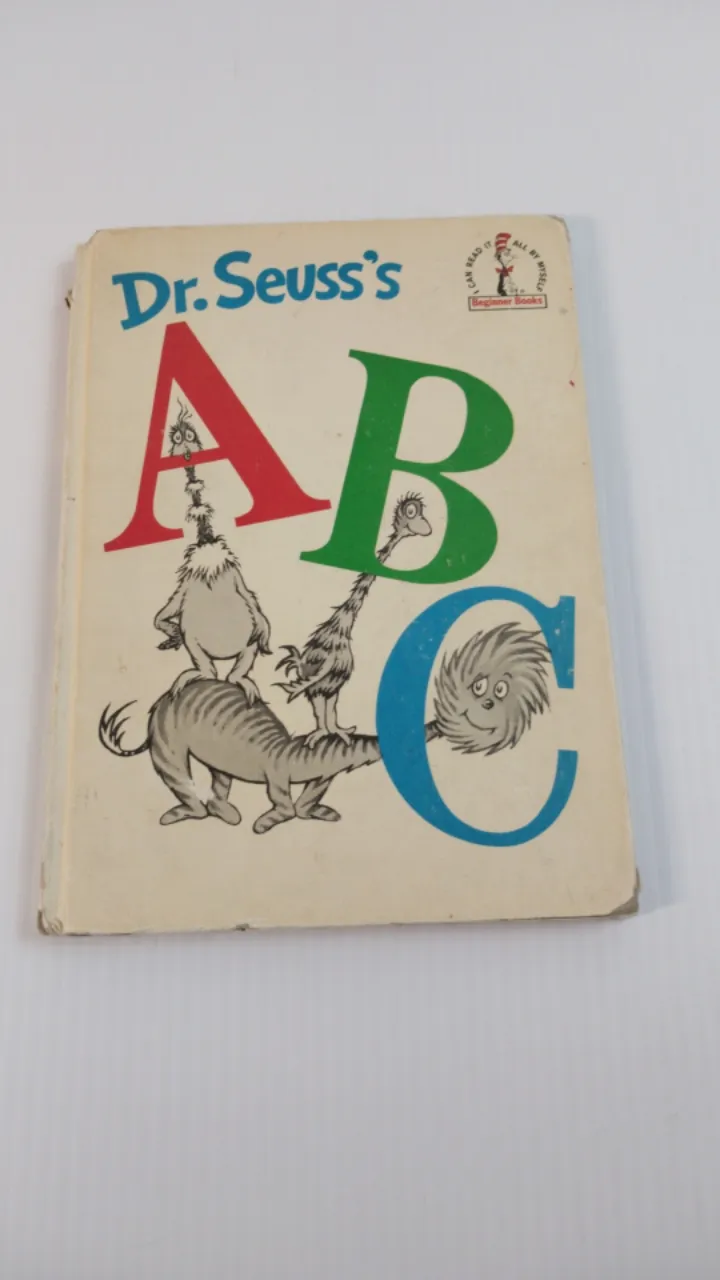 Dr. Seuss's
I CAN READ IT ALL BY MYSELF
Beginner Books
A
B
C